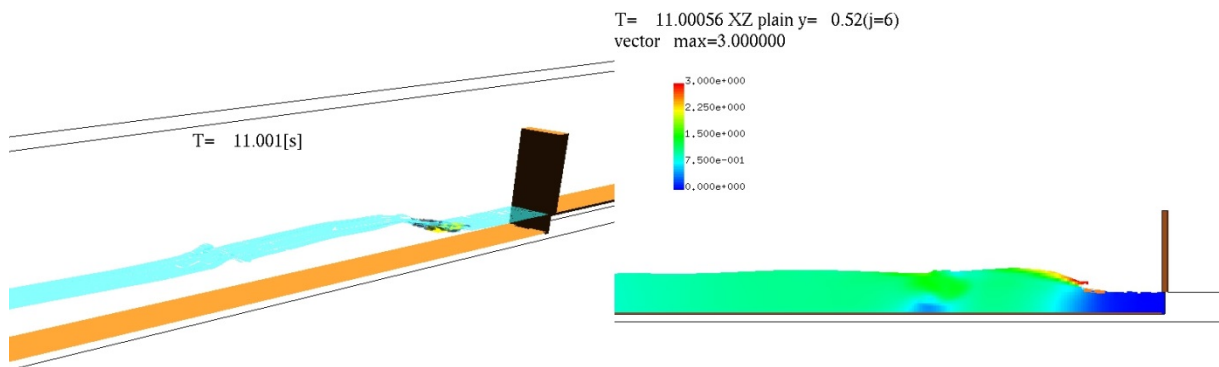 T= 11.001[s]
T= 11.00056 XZ plain y= 0.52(j=6)
vector max=3.000000
3.000e+000
2.250e+000
1.500e+000
7.500e-001
0.000e+000